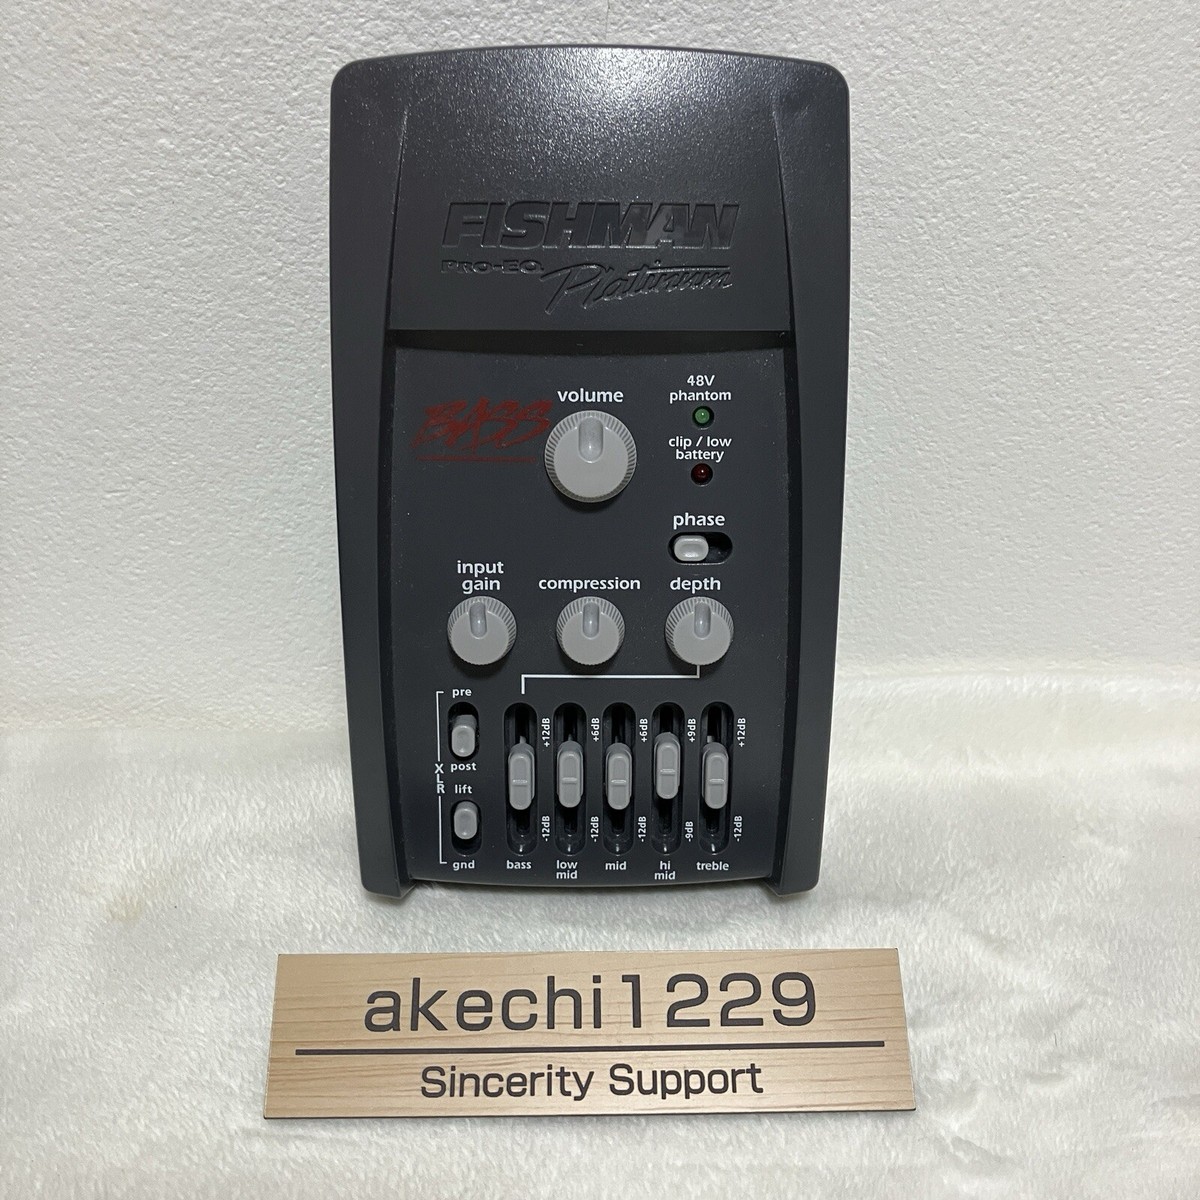 FISHMAN
PRO-EQ Platinum
BASS
volume
48V
phantom
clip / low
battery
phase
input
gain
compression
depth
pre
post
XLR
lift
gnd
+12dB
+6dB
+6dB
+9dB
+12dB
-12dB
-12dB
-12dB
-9dB
-12dB
bass
low
mid
mid
hi
mid
treble
akechi1229
Sincerity Support